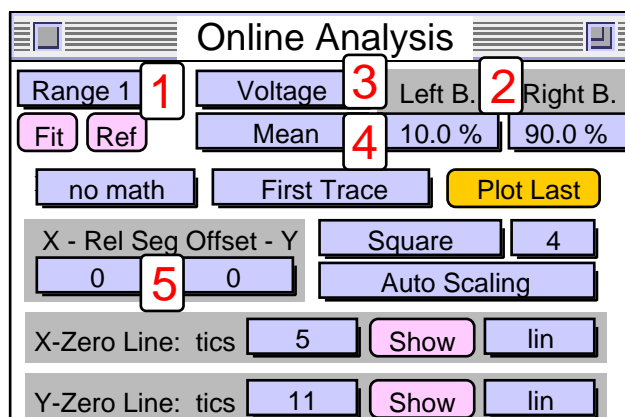 Online Analysis
Range 1 1 Voltage 3 Left B. 2 Right B.
Fit Ref Mean 4 10.0 % 90.0 %
no math First Trace Plot Last
X - Rel Seg Offset - Y Square 4
0 5 0 Auto Scaling
X-Zero Line: tics 5 Show lin
Y-Zero Line: tics 11 Show lin